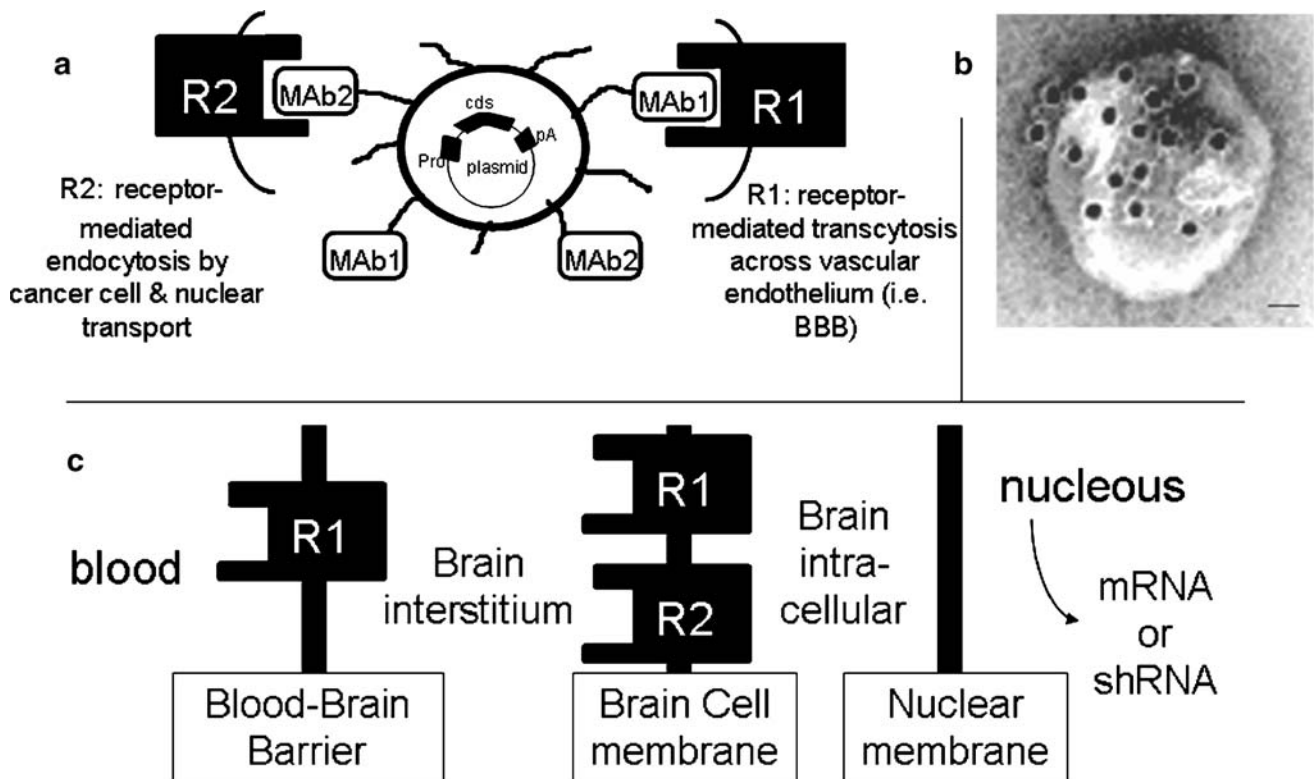 a
R2
MAb2
cds
Pro
pA
plasmid
MAb1
R1
MAb1
MAb2
R2: receptor-
mediated
endocytosis by
cancer cell & nuclear
transport
R1: receptor-
mediated transcytosis
across vascular
endothelium (i.e.
BBB)
b
c
blood
R1
Brain
interstitium
R1
R2
Brain
intra-
cellular
nucleous
mRNA
or
shRNA
Blood-Brain
Barrier
Brain Cell
membrane
Nuclear
membrane